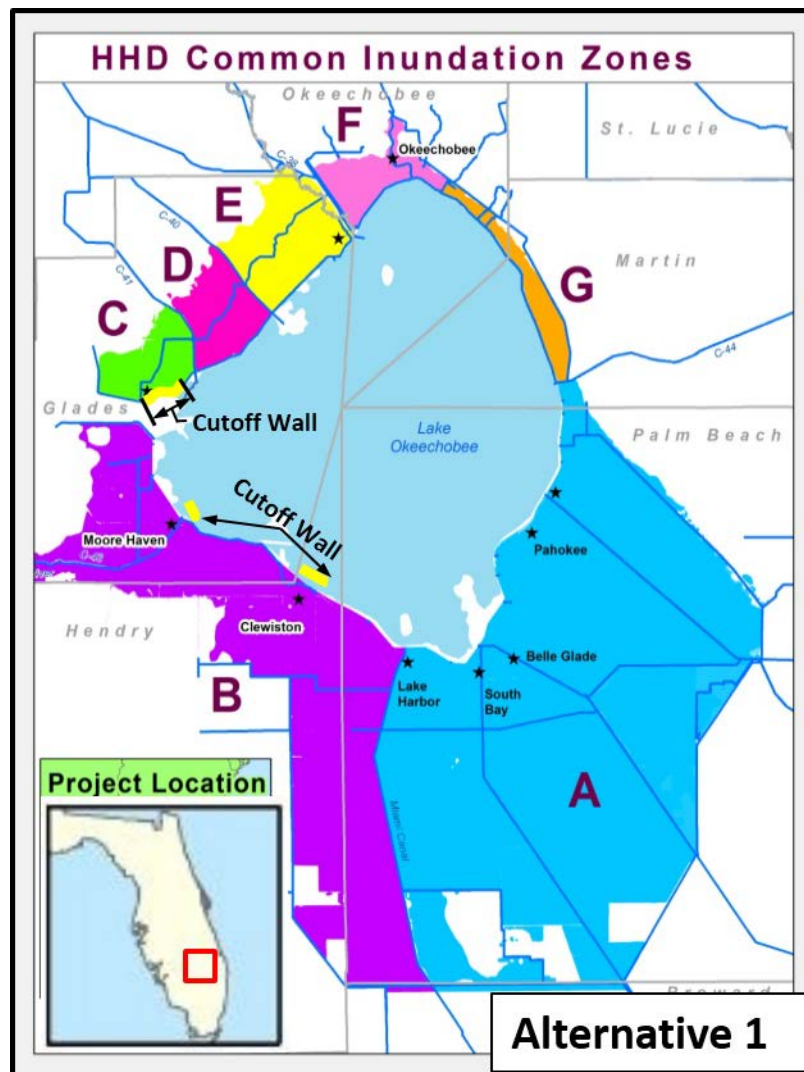 HHD Common Inundation Zones
Okeechobee
F
St. Lucie
Okeechobee
C-38
E
C-40
D
Martin
C-41
G
C
C-44
Glades
Cutoff Wall
Lake
Okeechobee
Palm Beach
Cutoff Wall
Moore Haven
Pahokee
Clewiston
Hendry
Belle Glade
Lake
Harbor
South
Bay
B
A
Project Location
Miami Canal
Broward
Alternative 1